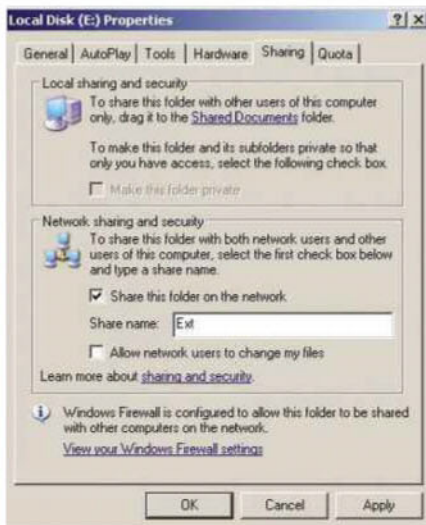 Local Disk (E:) Properties
? X
General AutoPlay Tools Hardware Sharing Quota
Local sharing and security
To share this folder with other users of this computer
only, drag it to the Shared Documents folder.
To make this folder and its subfolders private so that
only you have access, select the following check box.
Make this folder private
Network sharing and security
To share this folder with both network users and other
users of this computer, select the first check box below
and type a share name.
Share this folder on the network
Share name: Ext
Allow network users to change my files
Learn more about sharing and security.
Windows Firewall is configured to allow this folder to be shared
with other computers on the network.
View your Windows Firewall settings
OK Cancel Apply